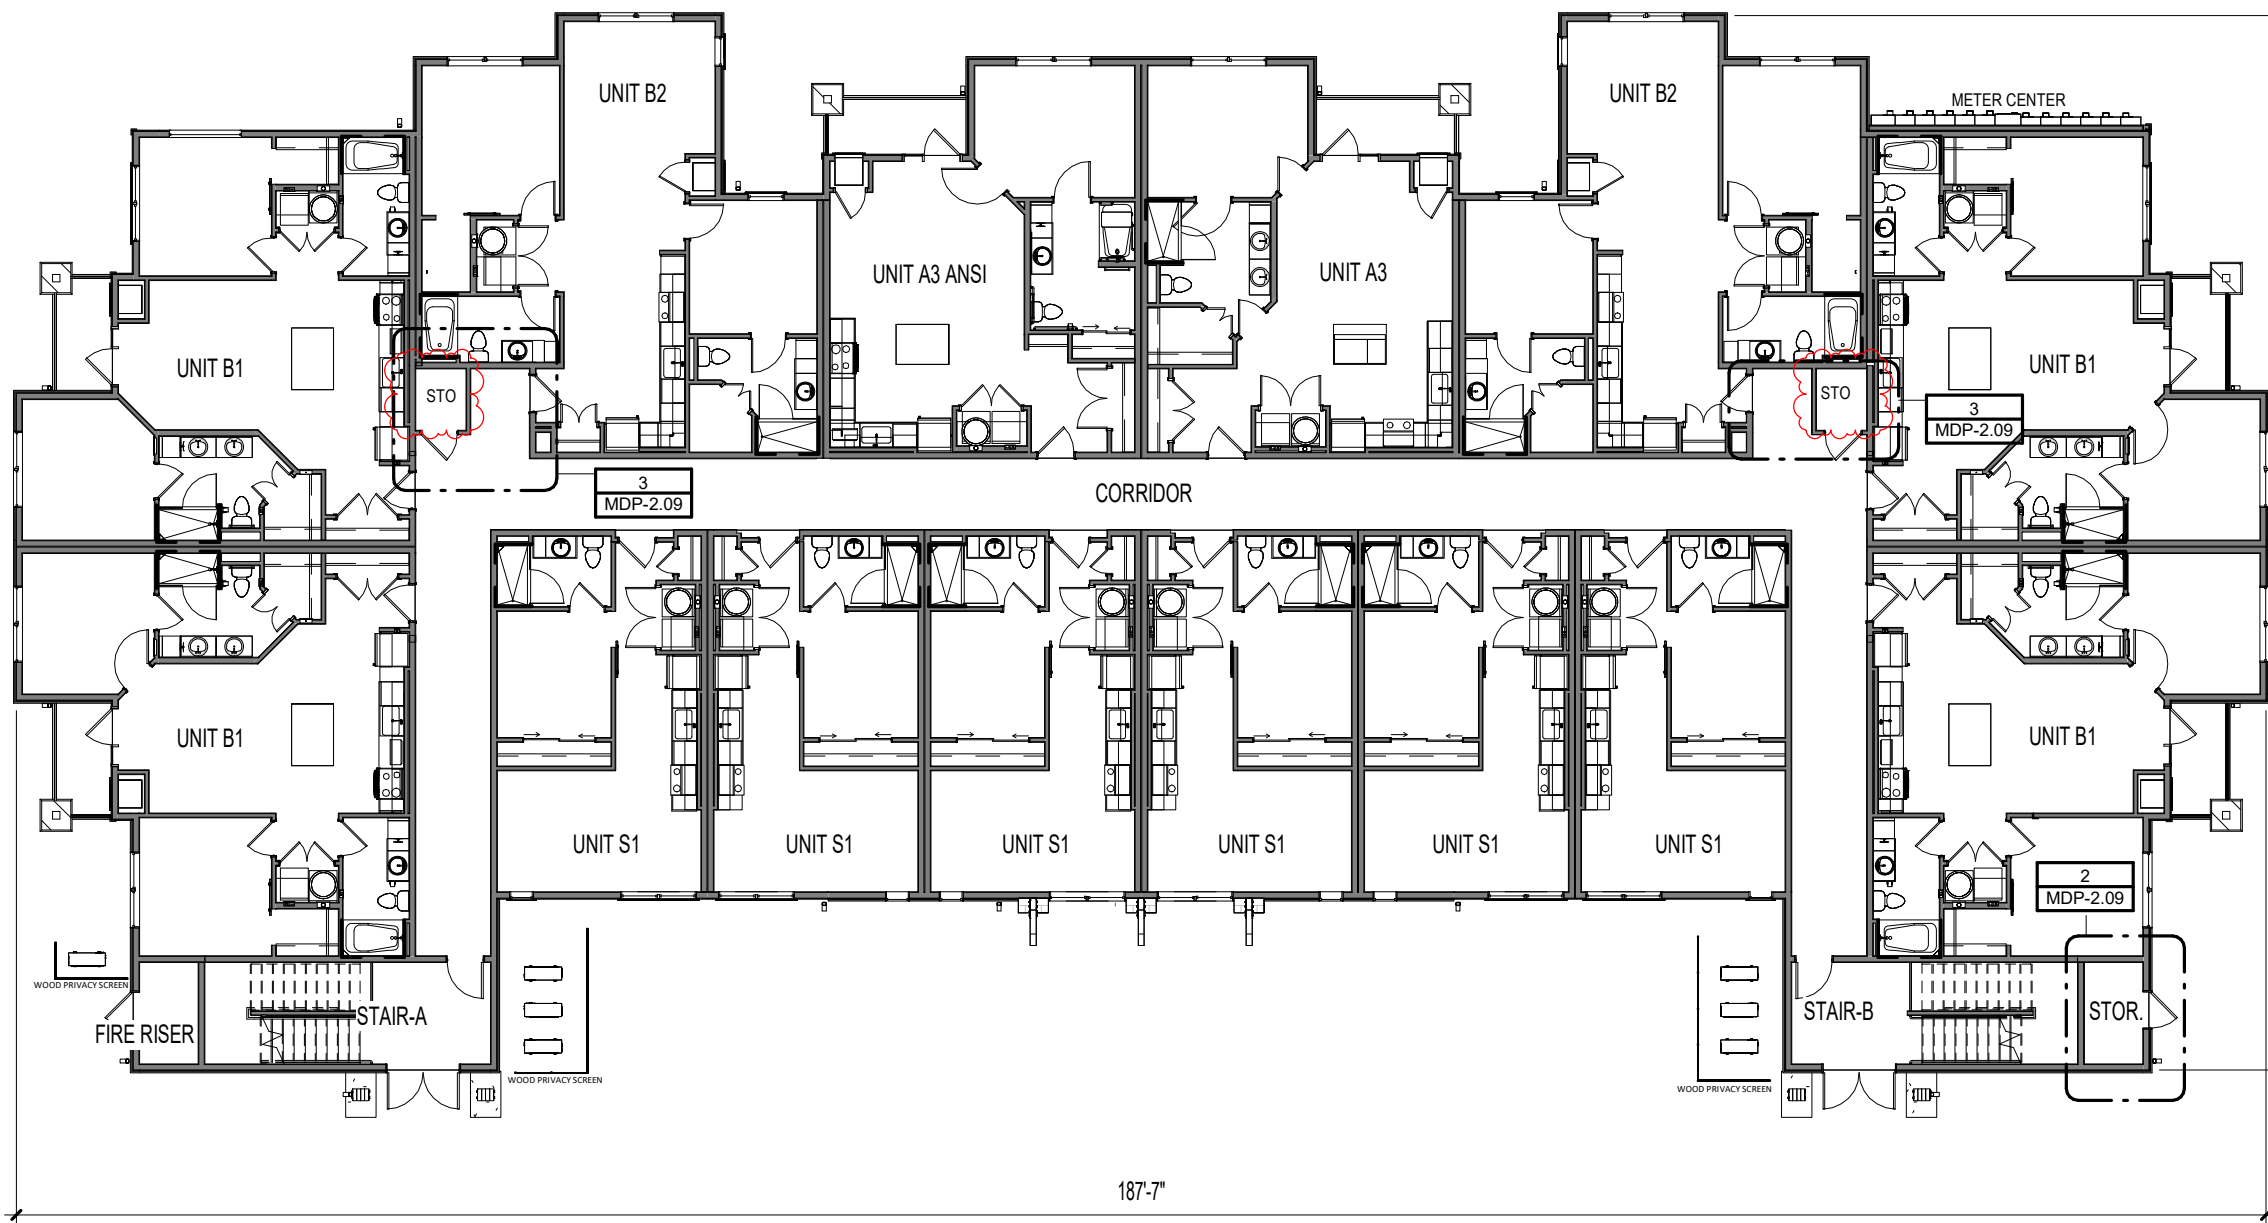 UNIT B2
UNIT B2
METER CENTER
UNIT A3 ANSI
UNIT A3
UNIT B1
STO
STO
UNIT B1
3
MDP-2.09
3
MDP-2.09
CORRIDOR
UNIT B1
UNIT B1
UNIT S1
UNIT S1
UNIT S1
UNIT S1
UNIT S1
UNIT S1
2
MDP-2.09
WOOD PRIVACY SCREEN
FIRE RISER
STAIR-A
STAIR-B
STOR.
WOOD PRIVACY SCREEN
WOOD PRIVACY SCREEN
187'-7"